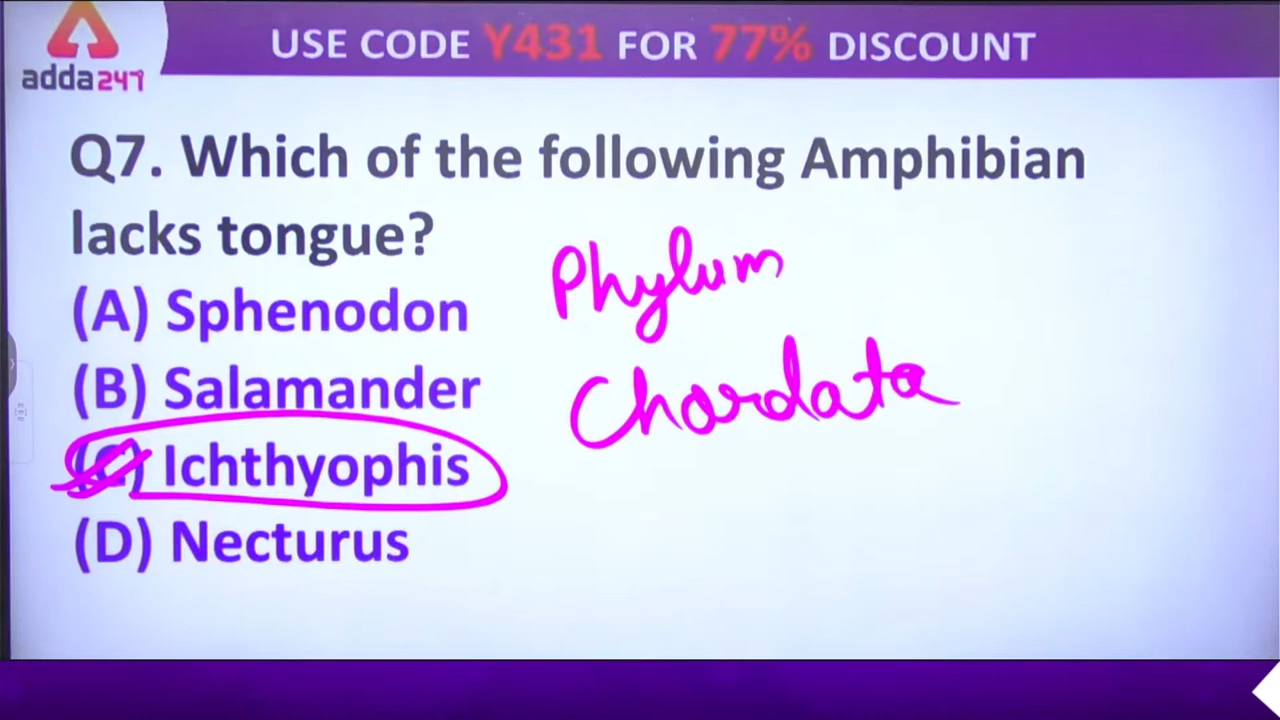 USE CODE Y431 FOR 77% DISCOUNT
adda247
Q7. Which of the following Amphibian
lacks tongue?
(A) Sphenodon
(B) Salamander
(C) Ichthyophis
(D) Necturus
Phylum
Chordata